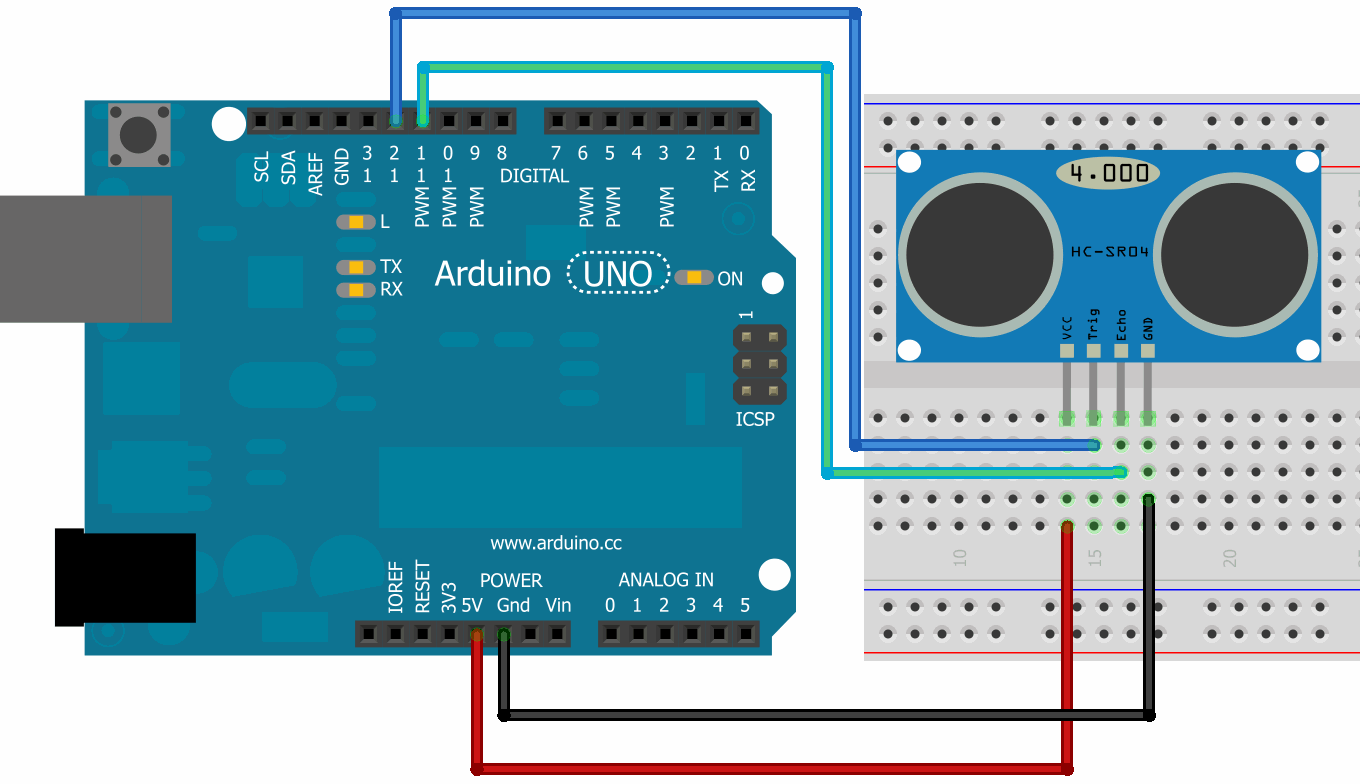 SCL
SDA
AREF
GND
13
12
11
10
9
8
7
6
5
4
3
2
1
0
TX
RX
DIGITAL
PWM
PWM
PWM
PWM
PWM
PWM
L
TX
RX
Arduino
UNO
ON
1
ICSP
www.arduino.cc
IOREF
RESET
3V3
5V
POWER
Gnd
Vin
ANALOG IN
0 1 2 3 4 5
4.000
HC-SR04
VCC
Trig
Echo
GND
10
15
20